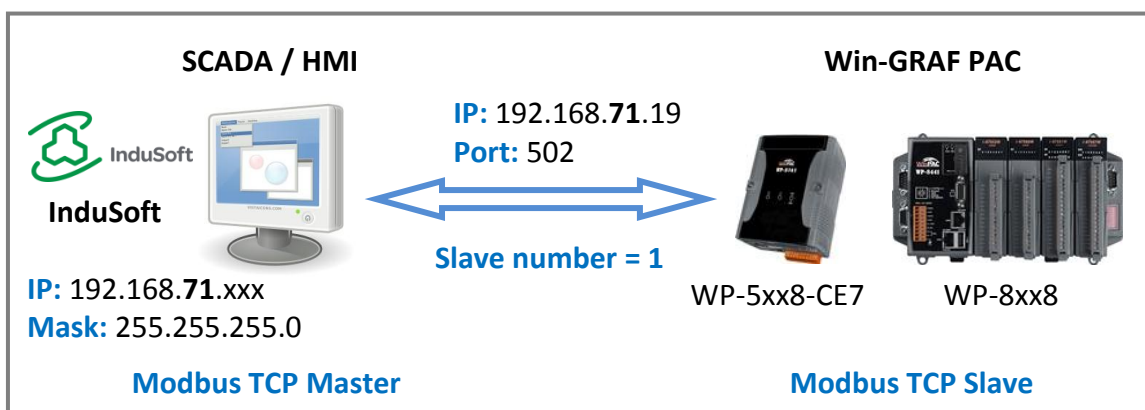 SCADA / HMI
Win-GRAF PAC
IP: 192.168.71.19
Port: 502
InduSoft
InduSoft
Slave number = 1
WP-5xx8-CE7
WP-8xx8
IP: 192.168.71.xxx
Mask: 255.255.255.0
Modbus TCP Master
Modbus TCP Slave